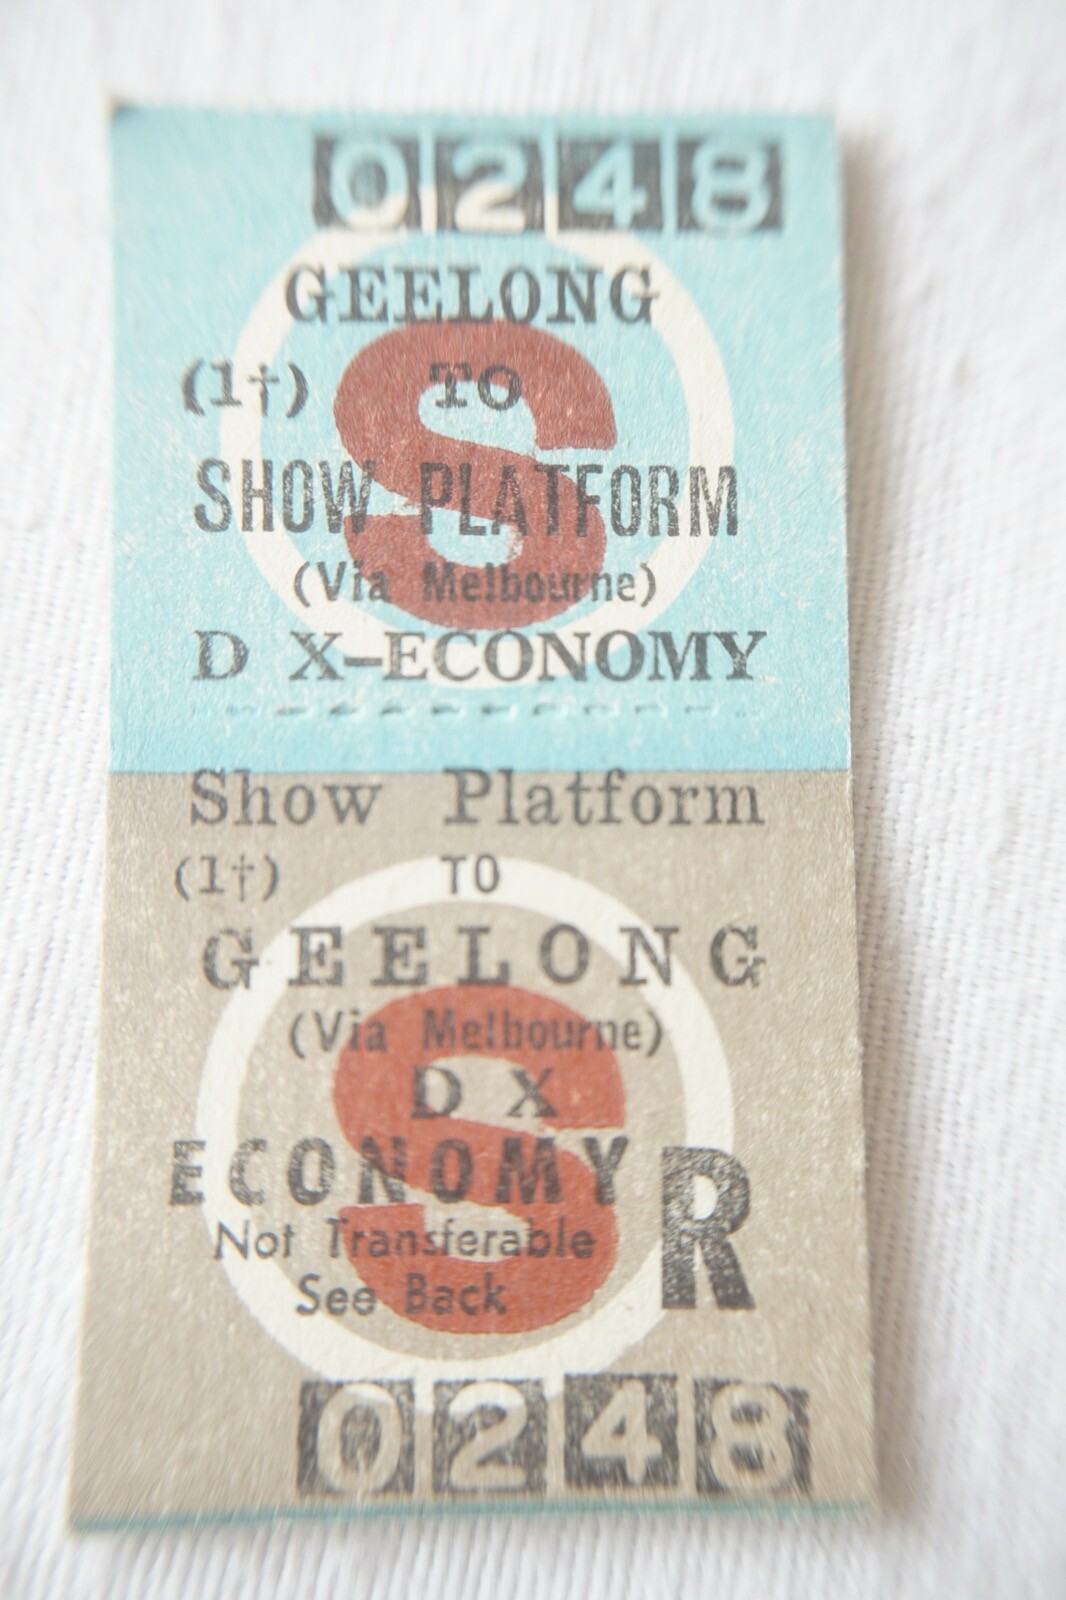 0248
GEELONG
(1†) TO
SHOW PLATFORM
(Via Melbourne)
D X-ECONOMY
S
Show Platform
(1†) TO
GEELONG
(Via Melbourne)
D X
ECONOMY R
Not Transferable
See Back
S
0248